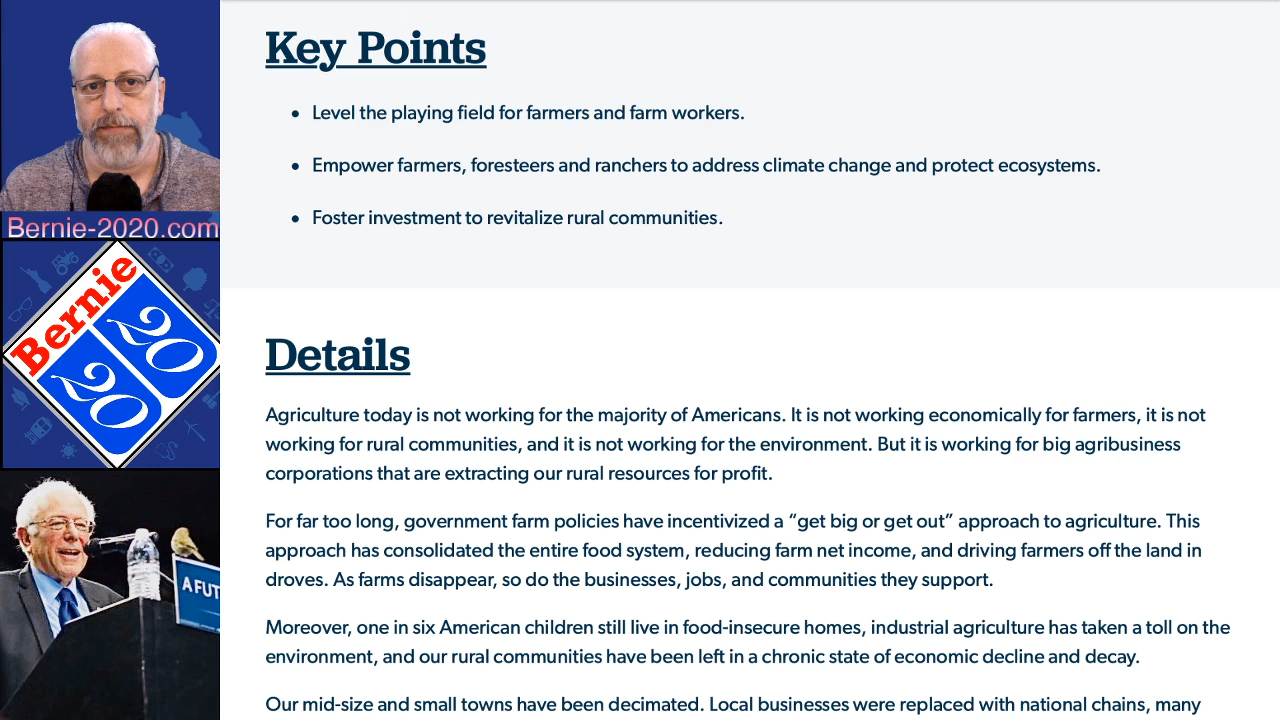 Bernie-2020.com
Bernie
20
20
A FUT
Key Points
• Level the playing field for farmers and farm workers.
• Empower farmers, foresteers and ranchers to address climate change and protect ecosystems.
• Foster investment to revitalize rural communities.
Details
Agriculture today is not working for the majority of Americans. It is not working economically for farmers, it is not
working for rural communities, and it is not working for the environment. But it is working for big agribusiness
corporations that are extracting our rural resources for profit.
For far too long, government farm policies have incentivized a “get big or get out” approach to agriculture. This
approach has consolidated the entire food system, reducing farm net income, and driving farmers off the land in
droves. As farms disappear, so do the businesses, jobs, and communities they support.
Moreover, one in six American children still live in food-insecure homes, industrial agriculture has taken a toll on the
environment, and our rural communities have been left in a chronic state of economic decline and decay.
Our mid-size and small towns have been decimated. Local businesses were replaced with national chains, many